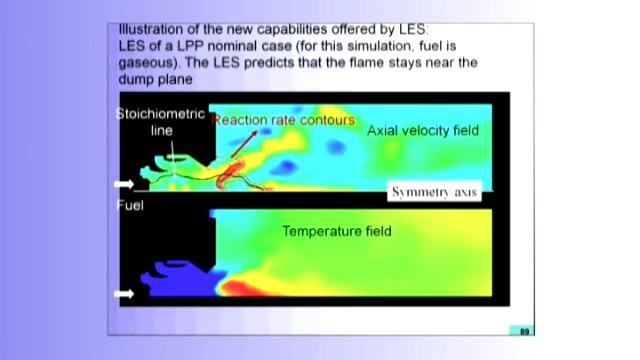 Illustration of the new capabilities offered by LES:
LES of a LPP nominal case (for this simulation, fuel is
gaseous). The LES predicts that the flame stays near the
dump plane
Stoichiometric
line
Reaction rate contours
Axial velocity field
Symmetry axis
Fuel
Temperature field
89